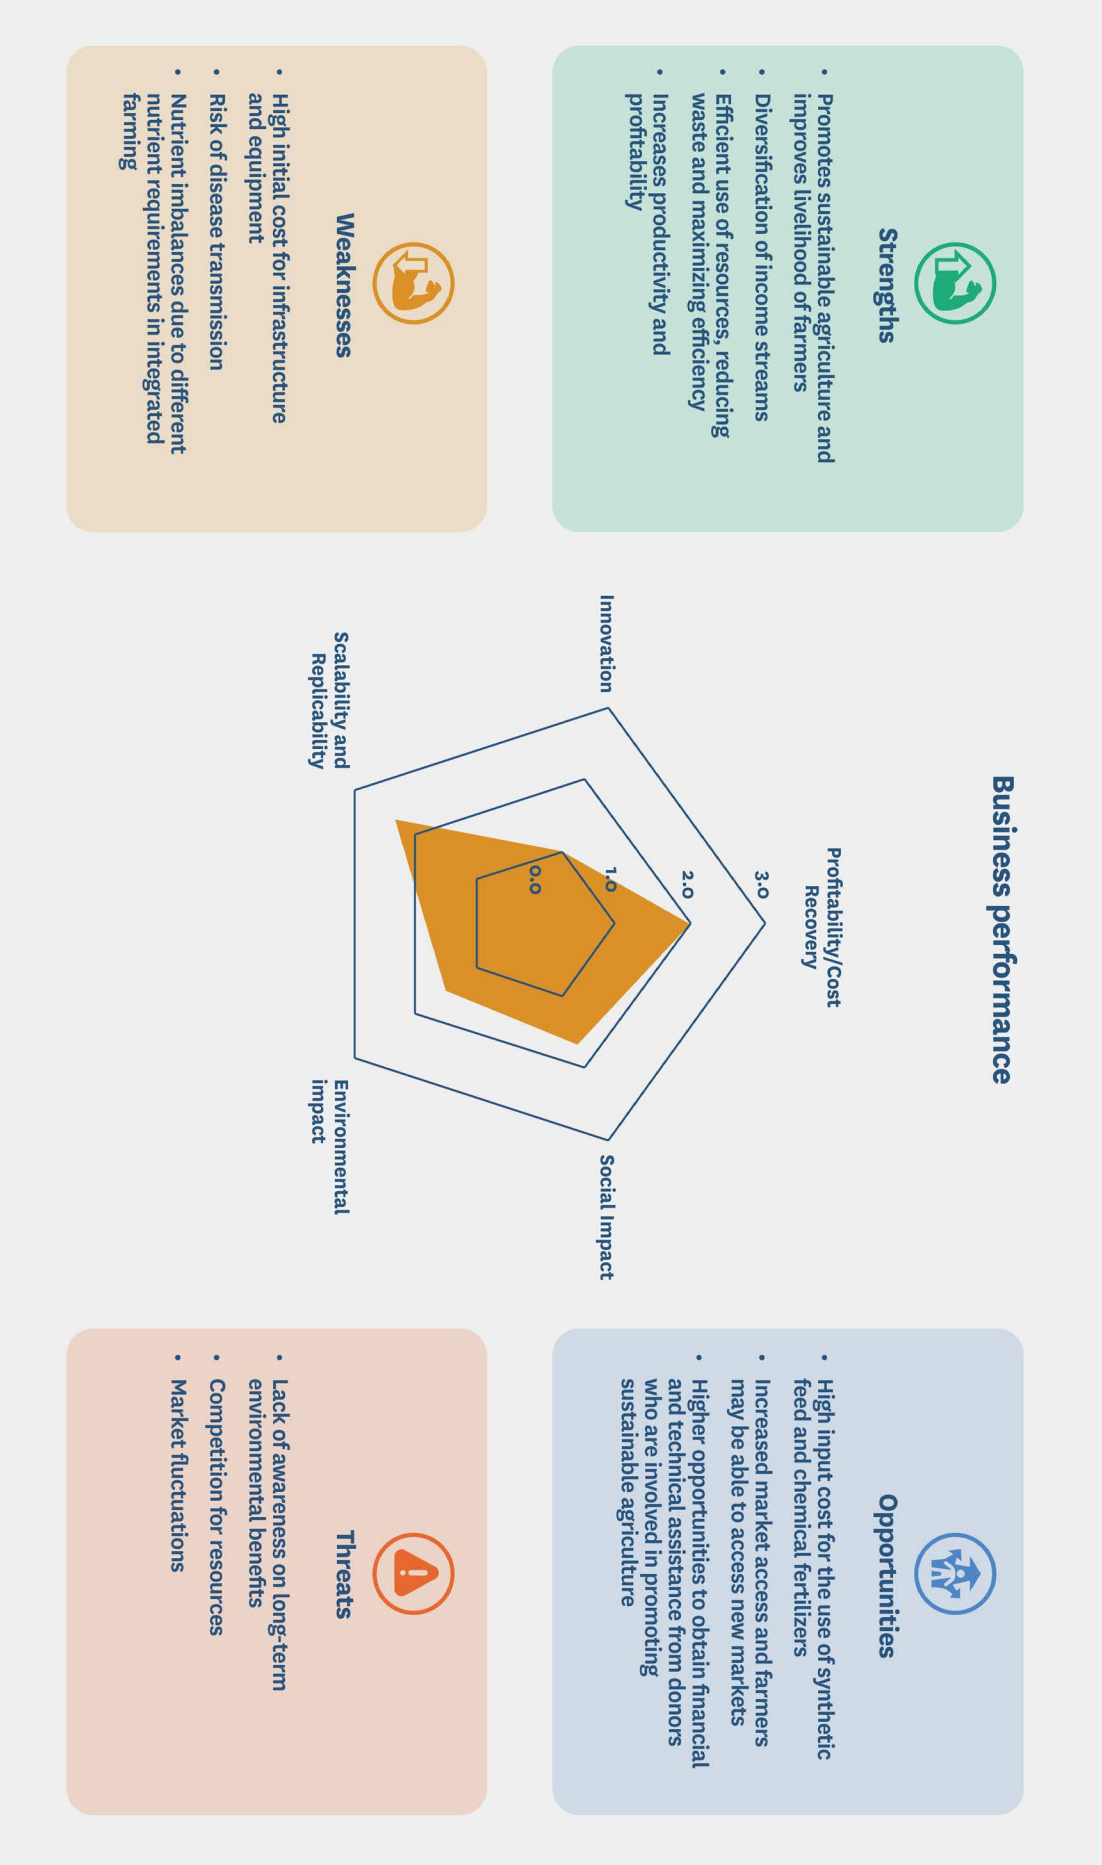 Business performance
Strengths
• Promotes sustainable agriculture and
improves livelihood of farmers
• Diversification of income streams
• Efficient use of resources, reducing
waste and maximizing efficiency
• Increases productivity and
profitability
Weaknesses
• High initial cost for infrastructure
and equipment
• Risk of disease transmission
• Nutrient imbalances due to different
nutrient requirements in integrated
farming
Profitability/Cost
Recovery
3.0
2.0
1.0
0.0
Innovation
Social Impact
Scalability and
Replicability
Environmental
impact
Opportunities
• High input cost for the use of synthetic
feed and chemical fertilizers
• Increased market access and farmers
may be able to access new markets
• Higher opportunities to obtain financial
and technical assistance from donors
who are involved in promoting
sustainable agriculture
Threats
• Lack of awareness on long-term
environmental benefits
• Competition for resources
• Market fluctuations